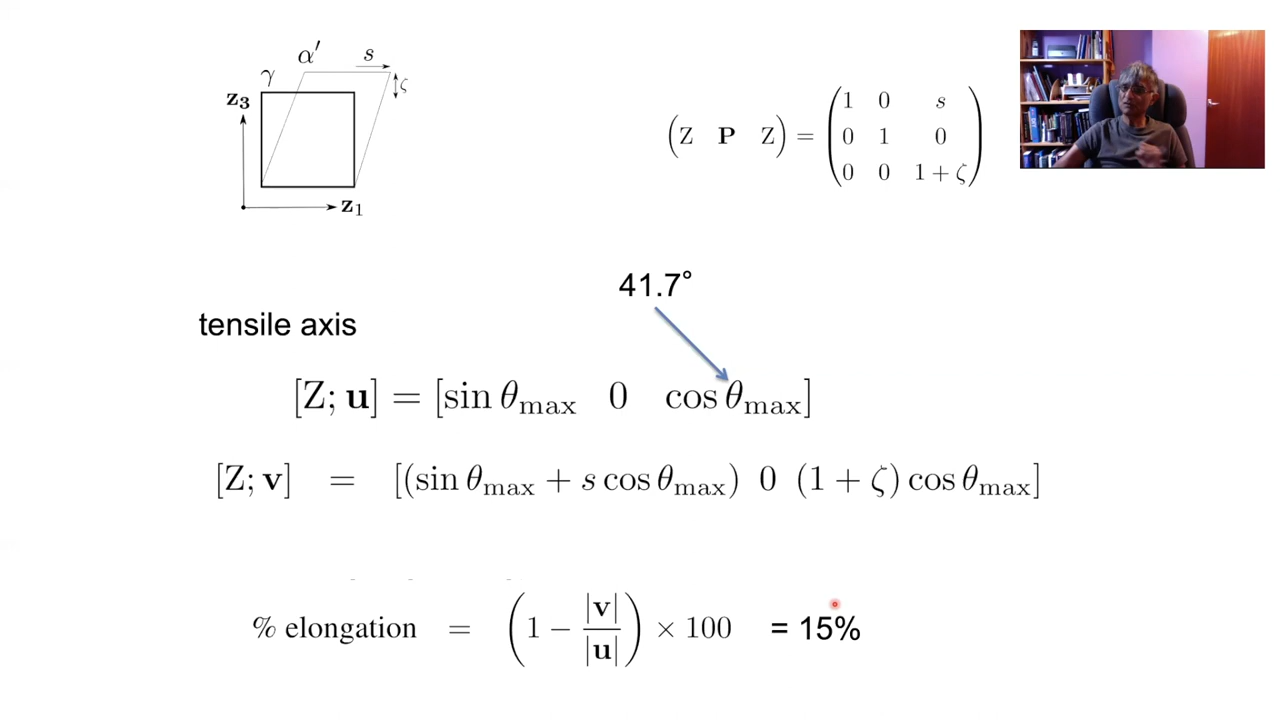 α′ s
γ ζ
z₃
z₁
(Z P Z) = (1 0 s
0 1 0
0 0 1 + ζ)
41.7°
tensile axis
[Z; u] = [sin θmax 0 cos θmax]
[Z; v] = [(sin θmax + s cos θmax) 0 (1 + ζ) cos θmax]
% elongation = (1 − |v|/|u|) × 100 = 15%